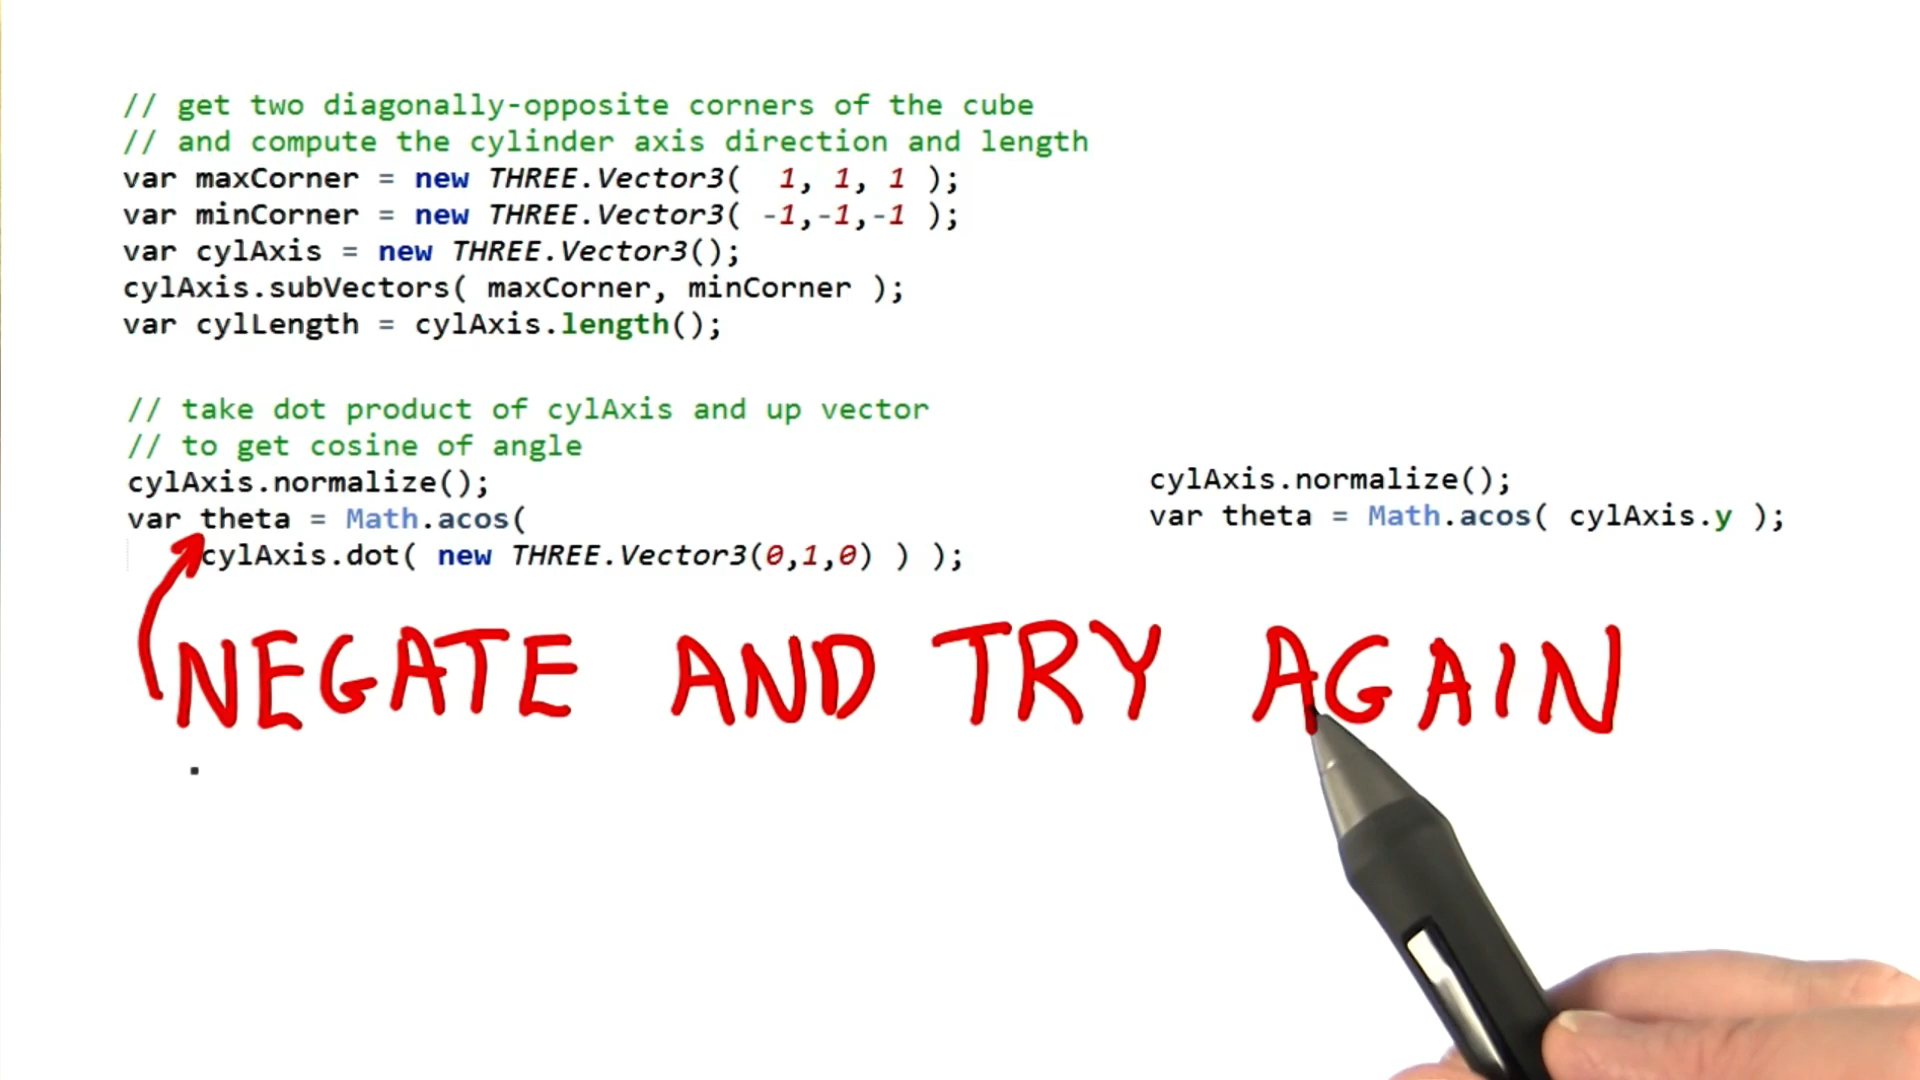 // get two diagonally-opposite corners of the cube
// and compute the cylinder axis direction and length
var maxCorner = new THREE.Vector3(  1, 1, 1 );
var minCorner = new THREE.Vector3( -1,-1,-1 );
var cylAxis = new THREE.Vector3();
cylAxis.subVectors( maxCorner, minCorner );
var cylLength = cylAxis.length();
// take dot product of cylAxis and up vector
// to get cosine of angle
cylAxis.normalize();
var theta = Math.acos(
cylAxis.dot( new THREE.Vector3(0,1,0) ) );
cylAxis.normalize();
var theta = Math.acos( cylAxis.y );
NEGATE AND TRY AGAIN